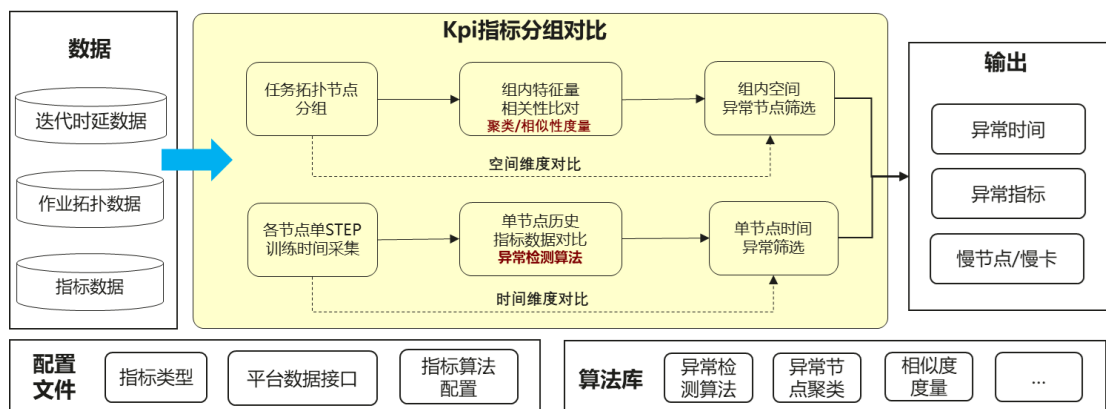 数据
迭代时延数据
作业拓扑数据
指标数据
Kpi指标分组对比
任务拓扑节点
分组
组内特征量
相关性比对
聚类/相似性度量
组内空间
异常节点筛选
空间维度对比
各节点单STEP
训练时间采集
单节点历史
指标数据对比
异常检测算法
单节点时间
异常筛选
时间维度对比
输出
异常时间
异常指标
慢节点/慢卡
配置
文件
指标类型
平台数据接口
指标算法
配置
算法库
异常检
测算法
异常节
点聚类
相似度
度量
...